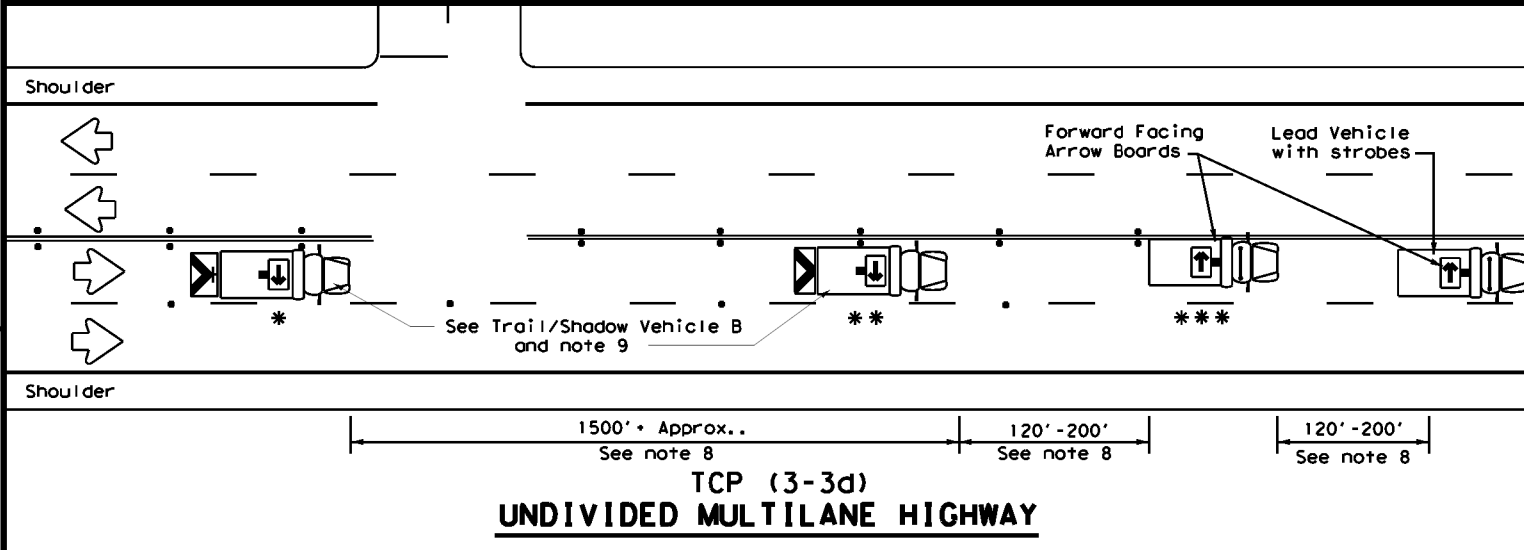 Shoulder
Forward Facing
Arrow Boards
Lead Vehicle
with strobes
*
**
***
See Trail/Shadow Vehicle B
and note 9
Shoulder
1500'+ Approx..
See note 8
120'-200'
See note 8
120'-200'
See note 8
TCP (3-3d)
UNDIVIDED MULTILANE HIGHWAY